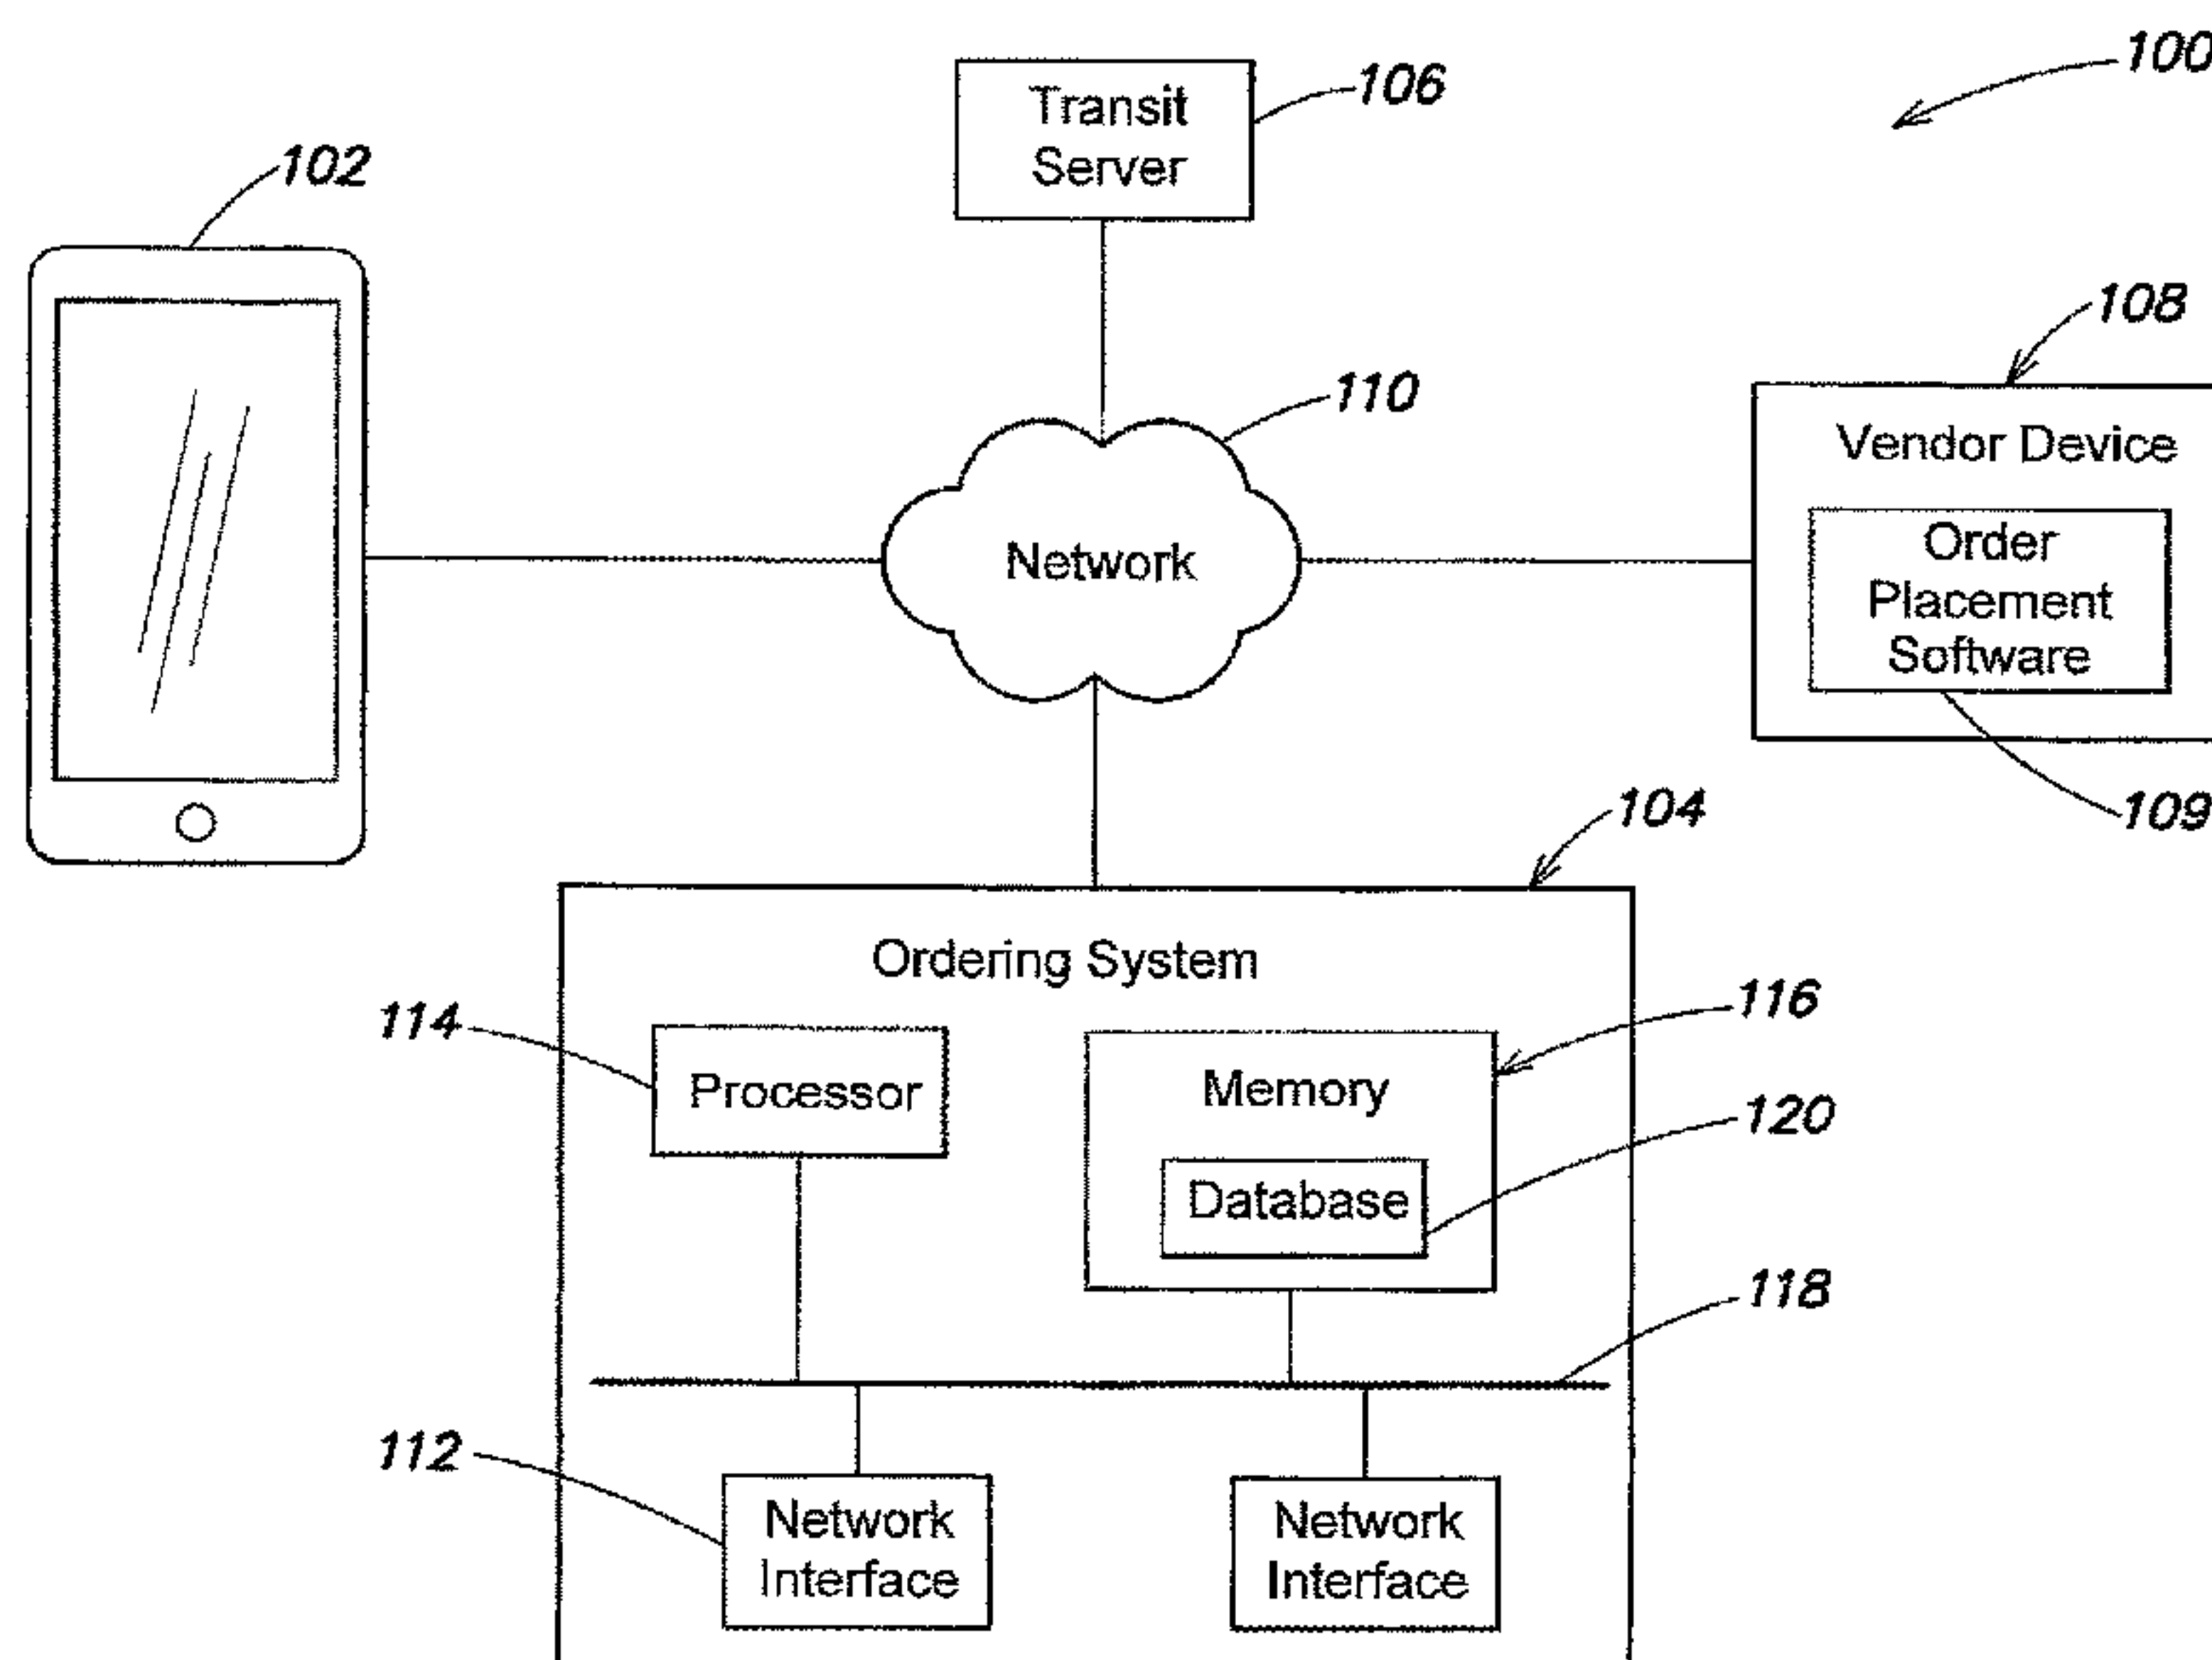 100
Transit
Server
106
102
108
110
Vendor Device
Network
Order
Placement
Software
109
104
Ordering System
114
116
Processor
Memory
120
Database
118
112
Network
Interface
Network
Interface